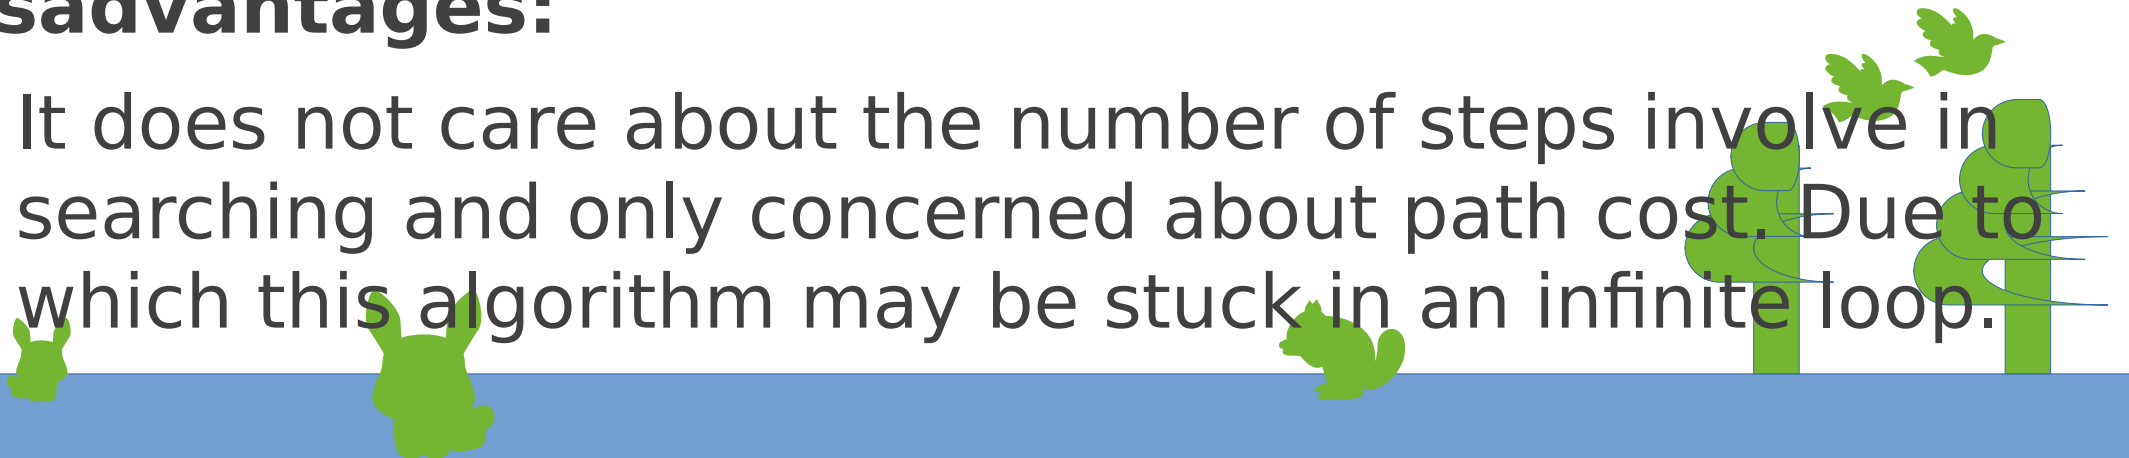 sadvantages:
It does not care about the number of steps involve in
searching and only concerned about path cost. Due to
which this algorithm may be stuck in an infinite loop.